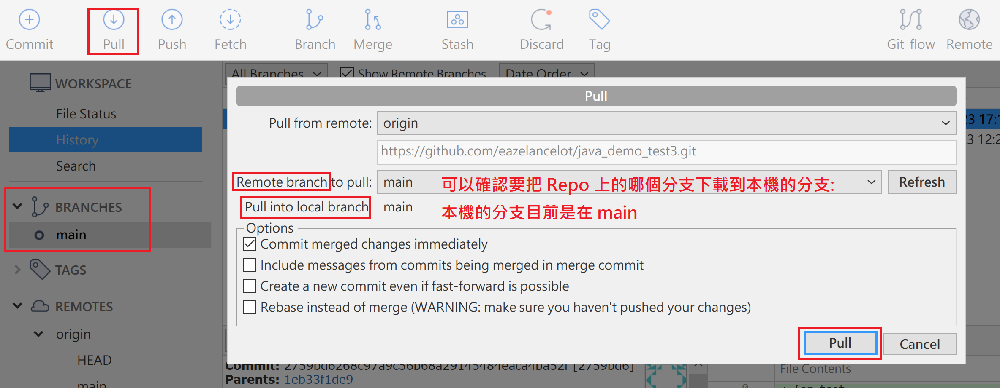 Commit Pull Push Fetch Branch Merge Stash Discard Tag Git-flow Remote
WORKSPACE
File Status
History
Search
BRANCHES
main
TAGS
REMOTES
origin
HEAD
main
All Branches Show Remote Branches Date Order
Pull
Pull from remote: origin
https://github.com/eazelancelot/java_demo_test3.git
Remote branch to pull: main 可以確認要把 Repo 上的哪個分支下載到本機的分支: Refresh
Pull into local branch: main 本機的分支目前是在 main
Options
Commit merged changes immediately
Include messages from commits being merged in merge commit
Create a new commit even if fast-forward is possible
Rebase instead of merge (WARNING: make sure you haven't pushed your changes)
Pull Cancel
23 17:
23 12:2
Commit: 2759bd6268c97a9c56b68a29145484eaca4ba52f [2759bd6]
Parents: 1eb33f1de9
File Contents
0 + fon test